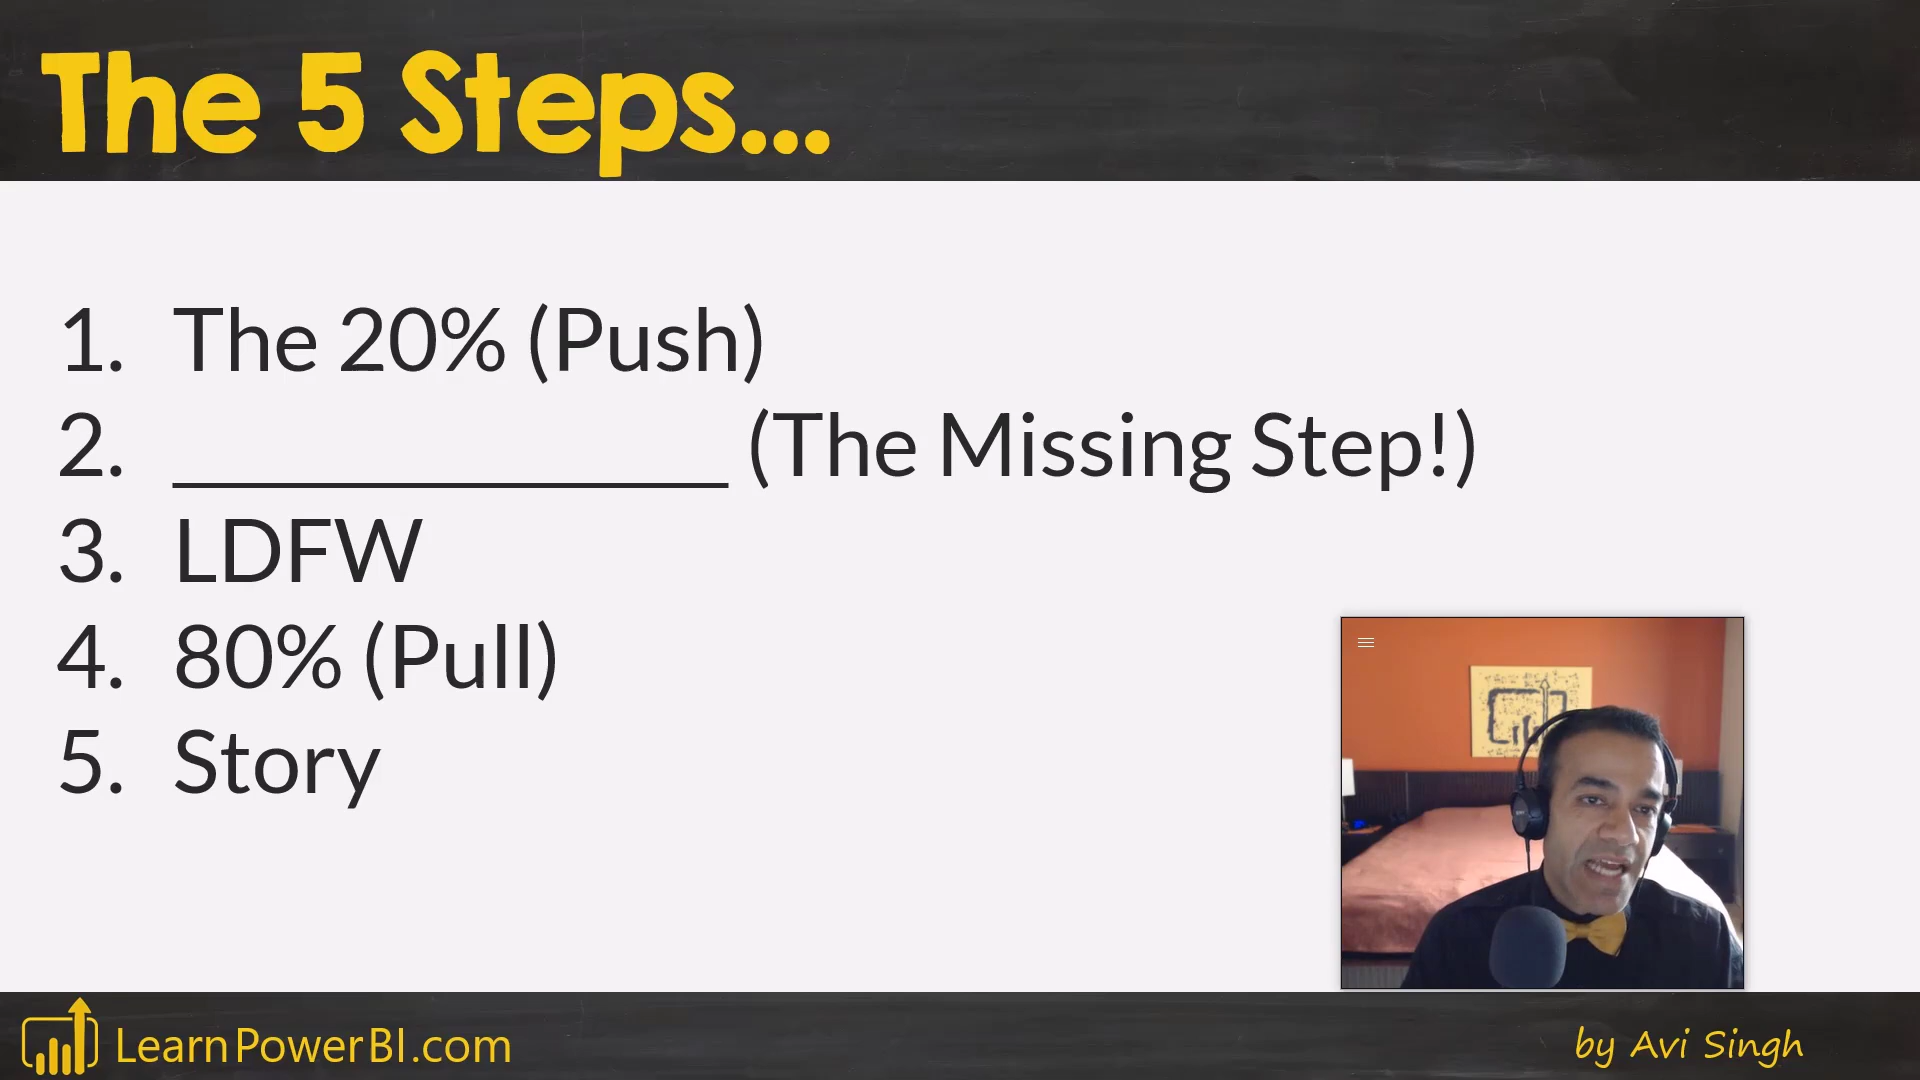 The 5 Steps...
1. The 20% (Push)
2. _______________ (The Missing Step!)
3. LDFW
4. 80% (Pull)
5. Story
LearnPowerBI.com
by Avi Singh